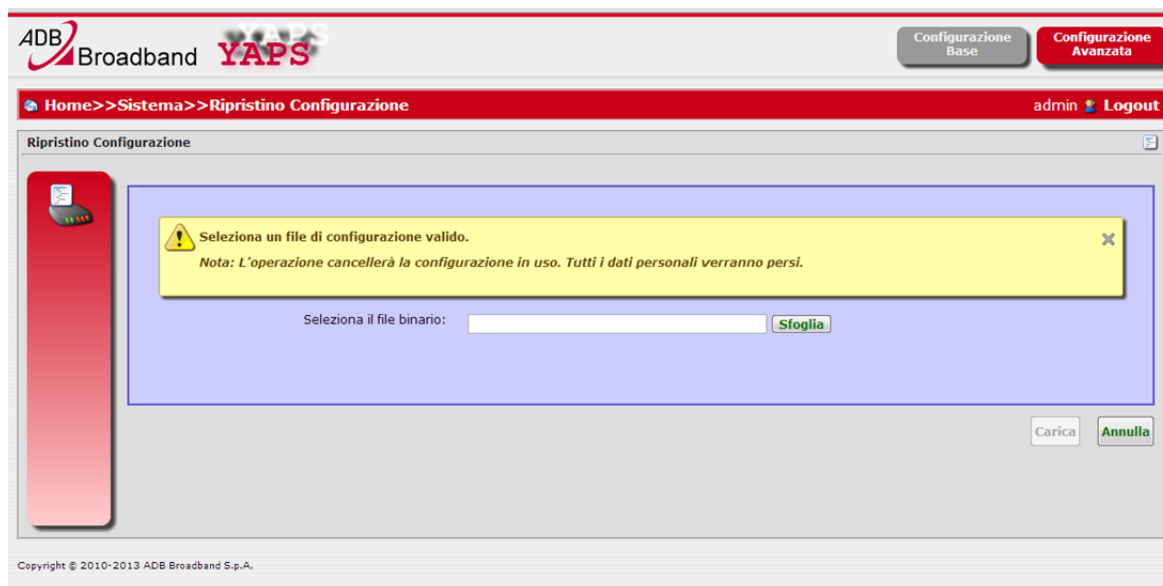 ADB
Broadband
YAPS
Configurazione
Base
Configurazione
Avanzata
Home>>Sistema>>Ripristino Configurazione
admin Logout
Ripristino Configurazione
Seleziona un file di configurazione valido.
Nota: L'operazione cancellerà la configurazione in uso. Tutti i dati personali verranno persi.
Seleziona il file binario:
Sfoglia
Carica
Annulla
Copyright © 2010-2013 ADB Broadband S.p.A.